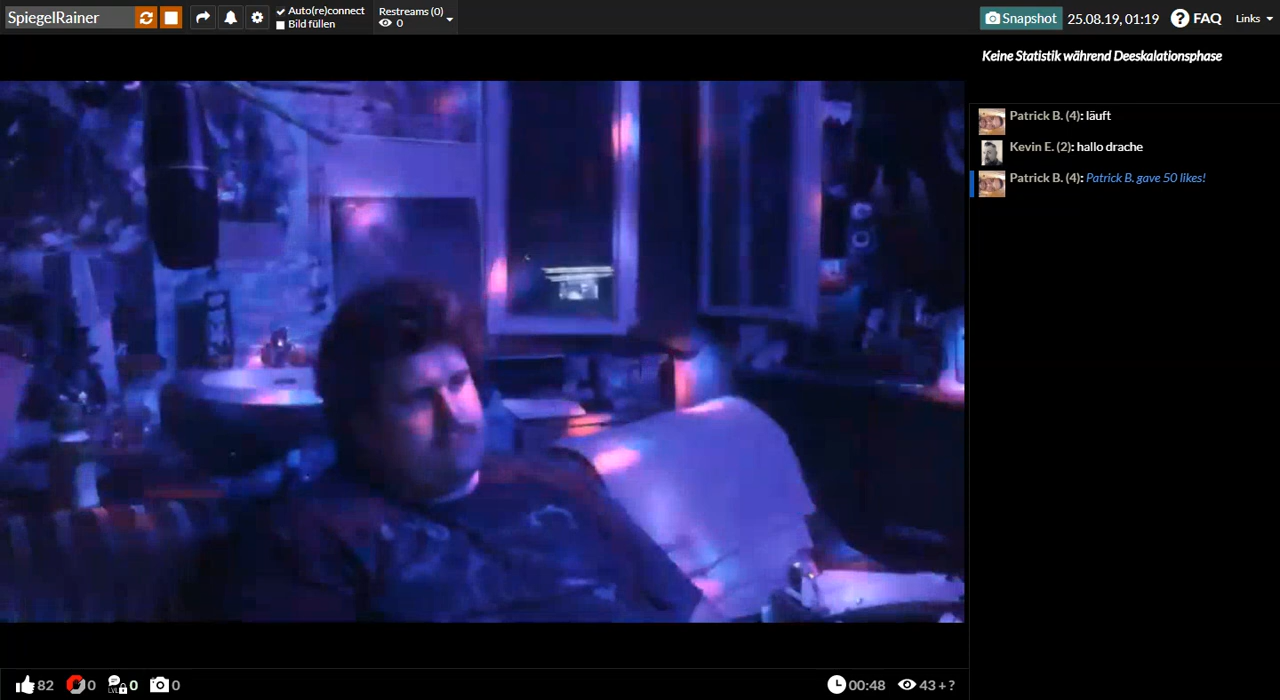 SpiegelRainer
Auto(re)connect
Bild füllen
Restreams (0)
0
Snapshot
25.08.19, 01:19
? FAQ
Links
Keine Statistik während Deeskalationsphase
Patrick B. (4): läuft
Kevin E. (2): hallo drache
Patrick B. (4): Patrick B. gave 50 likes!
82
0
LVL 0
0
00:48
43 + ?